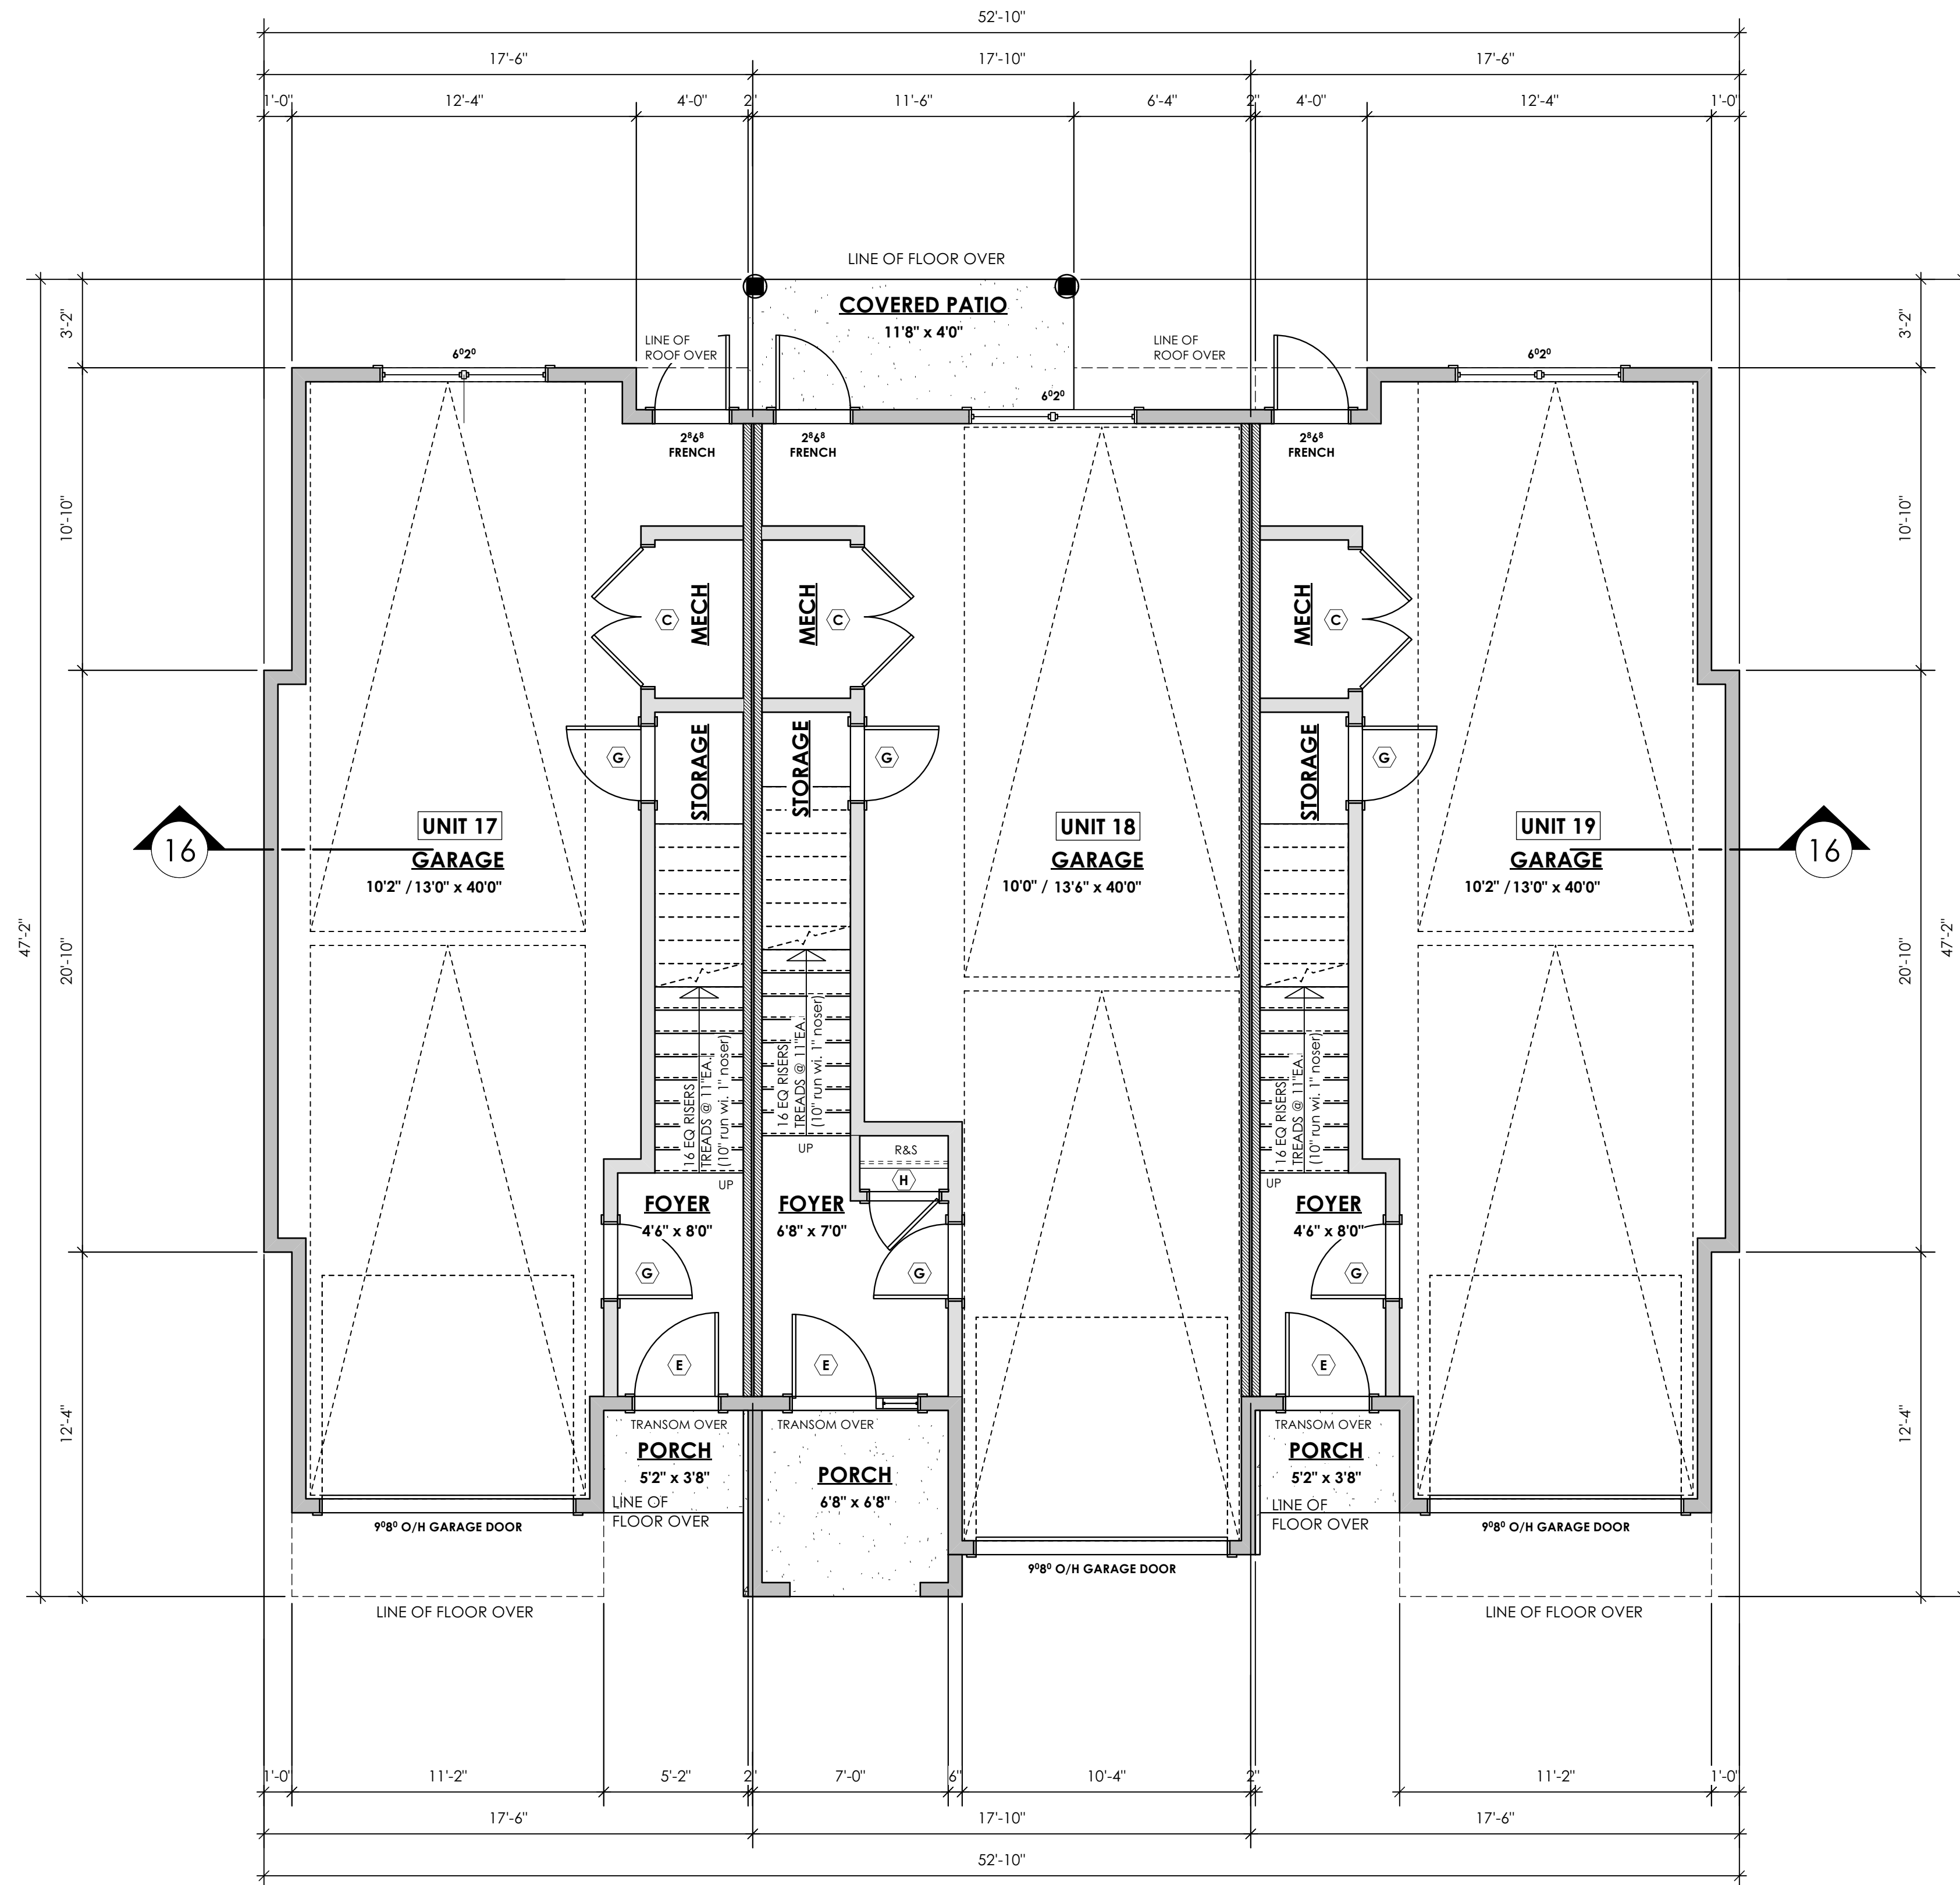 52'-10"
17'-6" 17'-10" 17'-6"
1'-0" 12'-4" 4'-0" 2" 11'-6" 6'-4" 2" 4'-0" 12'-4" 1'-0"
LINE OF FLOOR OVER
COVERED PATIO
11'8" x 4'0"
3'-2"
3'-2"
LINE OF
ROOF OVER
LINE OF
ROOF OVER
6⁰2⁰
6⁰2⁰
6⁰2⁰
2⁸6⁸
FRENCH
2⁸6⁸
FRENCH
2⁸6⁸
FRENCH
10'-10"
10'-10"
MECH
C
MECH
C
MECH
C
STORAGE
G
STORAGE
G
STORAGE
G
16
UNIT 17
GARAGE
10'2" / 13'0" x 40'0"
UNIT 18
GARAGE
10'0" / 13'6" x 40'0"
UNIT 19
GARAGE
10'2" / 13'0" x 40'0"
16
47'-2"
20'-10"
20'-10"
47'-2"
16 EQ RISERS
TREADS @ 11"EA.
(10" run wi. 1" noser)
UP
16 EQ RISERS
TREADS @ 11"EA.
(10" run wi. 1" noser)
UP
16 EQ RISERS
TREADS @ 11"EA.
(10" run wi. 1" noser)
UP
R&S
H
FOYER
4'6" x 8'0"
FOYER
6'8" x 7'0"
FOYER
4'6" x 8'0"
G
G
G
E
E
E
12'-4"
12'-4"
TRANSOM OVER
PORCH
5'2" x 3'8"
LINE OF
FLOOR OVER
TRANSOM OVER
PORCH
6'8" x 6'8"
TRANSOM OVER
PORCH
5'2" x 3'8"
LINE OF
FLOOR OVER
9⁰8⁰ O/H GARAGE DOOR
9⁰8⁰ O/H GARAGE DOOR
9⁰8⁰ O/H GARAGE DOOR
LINE OF FLOOR OVER
LINE OF FLOOR OVER
1'-0" 11'-2" 5'-2" 2" 7'-0" 6" 10'-4" 2" 11'-2" 1'-0"
17'-6" 17'-10" 17'-6"
52'-10"